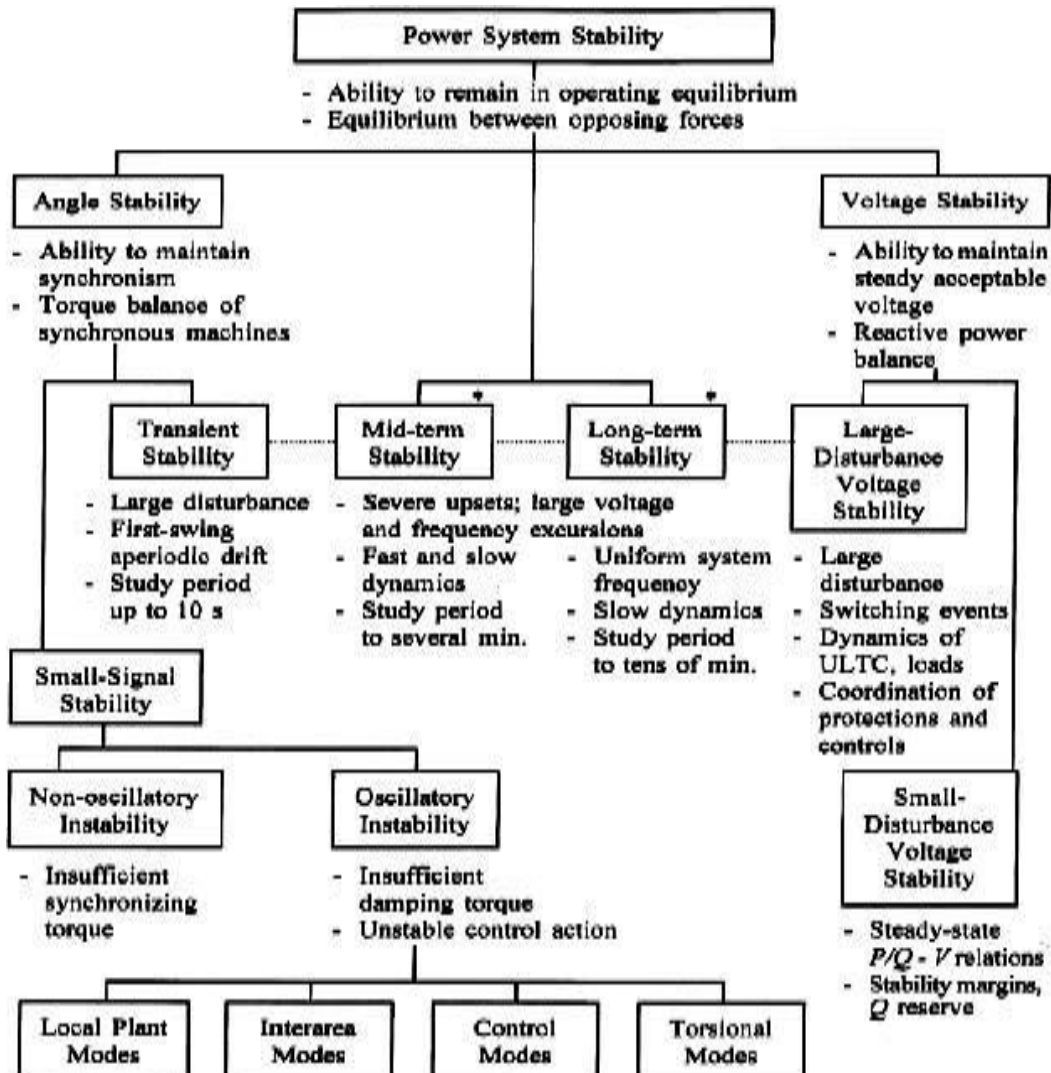 Power System Stability
- Ability to remain in operating equilibrium
- Equilibrium between opposing forces
Angle Stability
- Ability to maintain
synchronism
- Torque balance of
synchronous machines
Voltage Stability
- Ability to maintain
steady acceptable
voltage
- Reactive power
balance
Transient
Stability
- Large disturbance
- First-swing
aperiodic drift
- Study period
up to 10 s
*
Mid-term
Stability
- Severe upsets; large voltage
and frequency excursions
- Fast and slow
dynamics
- Study period
to several min.
*
Long-term
Stability
- Uniform system
frequency
- Slow dynamics
- Study period
to tens of min.
Large-
Disturbance
Voltage
Stability
- Large
disturbance
- Switching events
- Dynamics of
ULTC, loads
- Coordination of
protections and
controls
Small-Signal
Stability
Non-oscillatory
Instability
- Insufficient
synchronizing
torque
Oscillatory
Instability
- Insufficient
damping torque
- Unstable control action
Small-
Disturbance
Voltage
Stability
- Steady-state
P/Q - V relations
- Stability margins,
Q reserve
Local Plant
Modes
Interarea
Modes
Control
Modes
Torsional
Modes